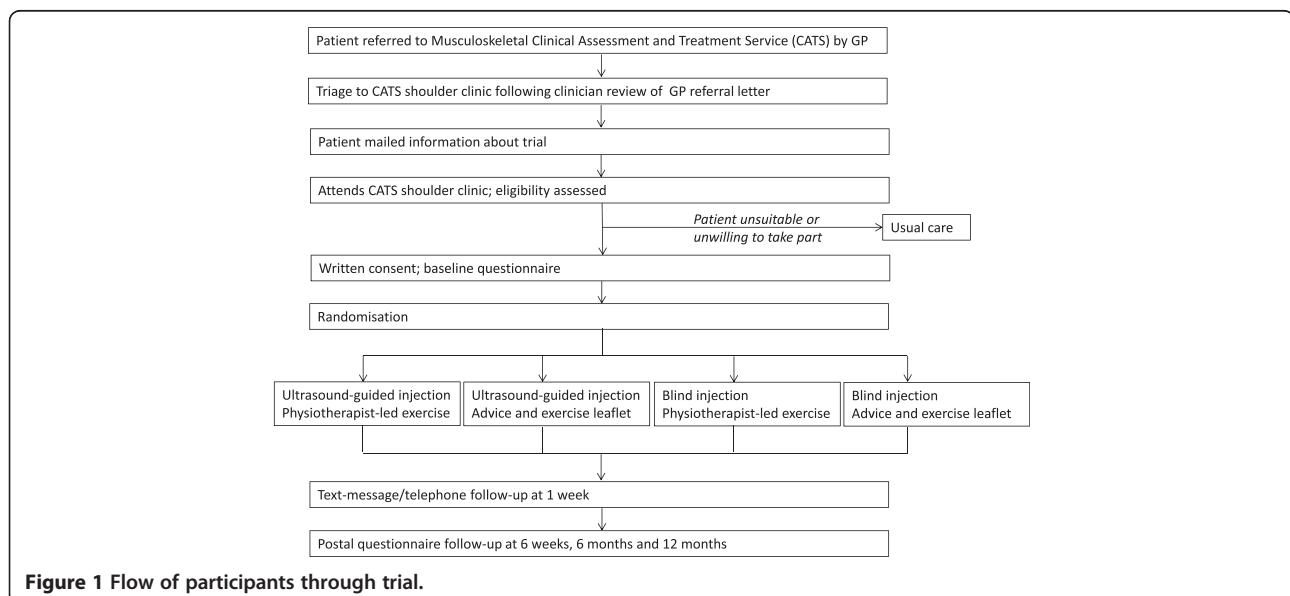 Patient referred to Musculoskeletal Clinical Assessment and Treatment Service (CATS) by GP
Triage to CATS shoulder clinic following clinician review of GP referral letter
Patient mailed information about trial
Attends CATS shoulder clinic; eligibility assessed
Patient unsuitable or
unwilling to take part
Usual care
Written consent; baseline questionnaire
Randomisation
Ultrasound-guided injection
Physiotherapist-led exercise
Ultrasound-guided injection
Advice and exercise leaflet
Blind injection
Physiotherapist-led exercise
Blind injection
Advice and exercise leaflet
Text-message/telephone follow-up at 1 week
Postal questionnaire follow-up at 6 weeks, 6 months and 12 months
Figure 1 Flow of participants through trial.